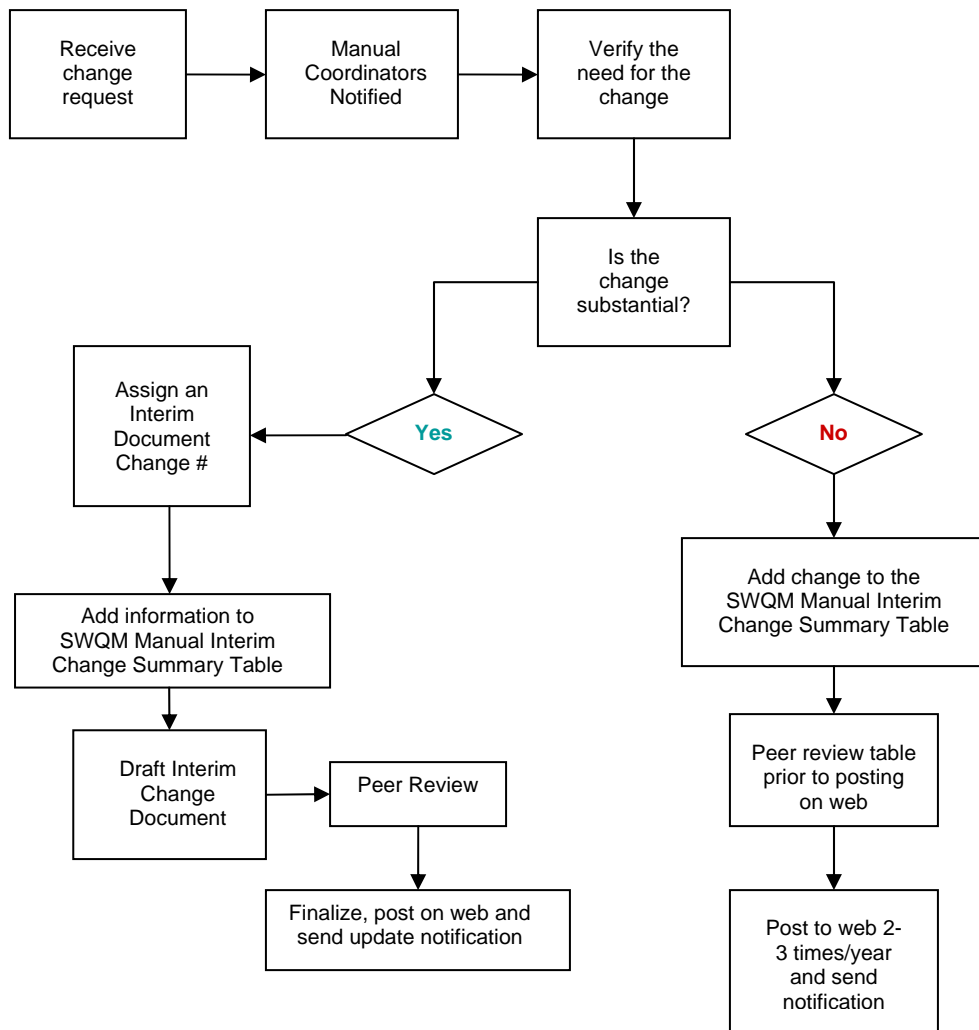 Receive
change
request
Manual
Coordinators
Notified
Verify the
need for the
change
Is the
change
substantial?
Assign an
Interim
Document
Change #
Yes
No
Add information to
SWQM Manual Interim
Change Summary Table
Add change to the
SWQM Manual Interim
Change Summary Table
Draft Interim
Change
Document
Peer Review
Peer review table
prior to posting
on web
Finalize, post on web and
send update notification
Post to web 2-
3 times/year
and send
notification